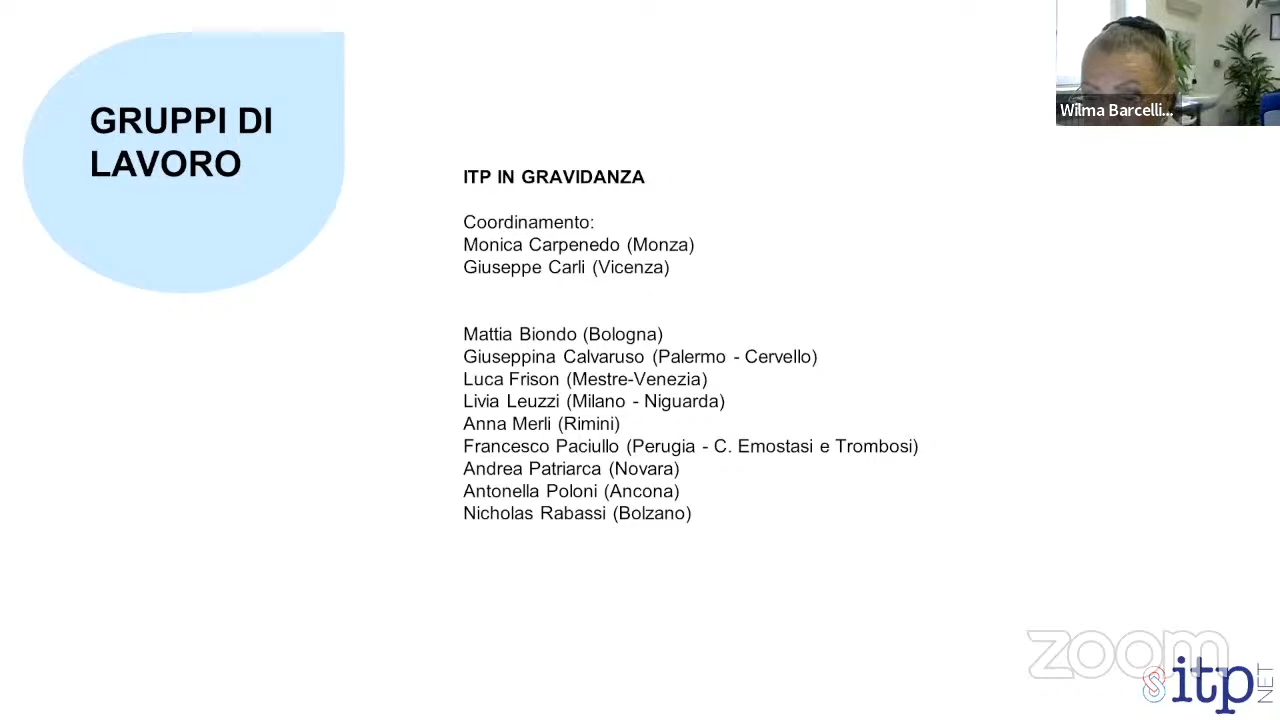 GRUPPI DI
LAVORO
Wilma Barcelli...
ITP IN GRAVIDANZA
Coordinamento:
Monica Carpenedo (Monza)
Giuseppe Carli (Vicenza)
Mattia Biondo (Bologna)
Giuseppina Calvaruso (Palermo - Cervello)
Luca Frison (Mestre-Venezia)
Livia Leuzzi (Milano - Niguarda)
Anna Merli (Rimini)
Francesco Paciullo (Perugia - C. Emostasi e Trombosi)
Andrea Patriarca (Novara)
Antonella Poloni (Ancona)
Nicholas Rabassi (Bolzano)
zoom
sitp NET